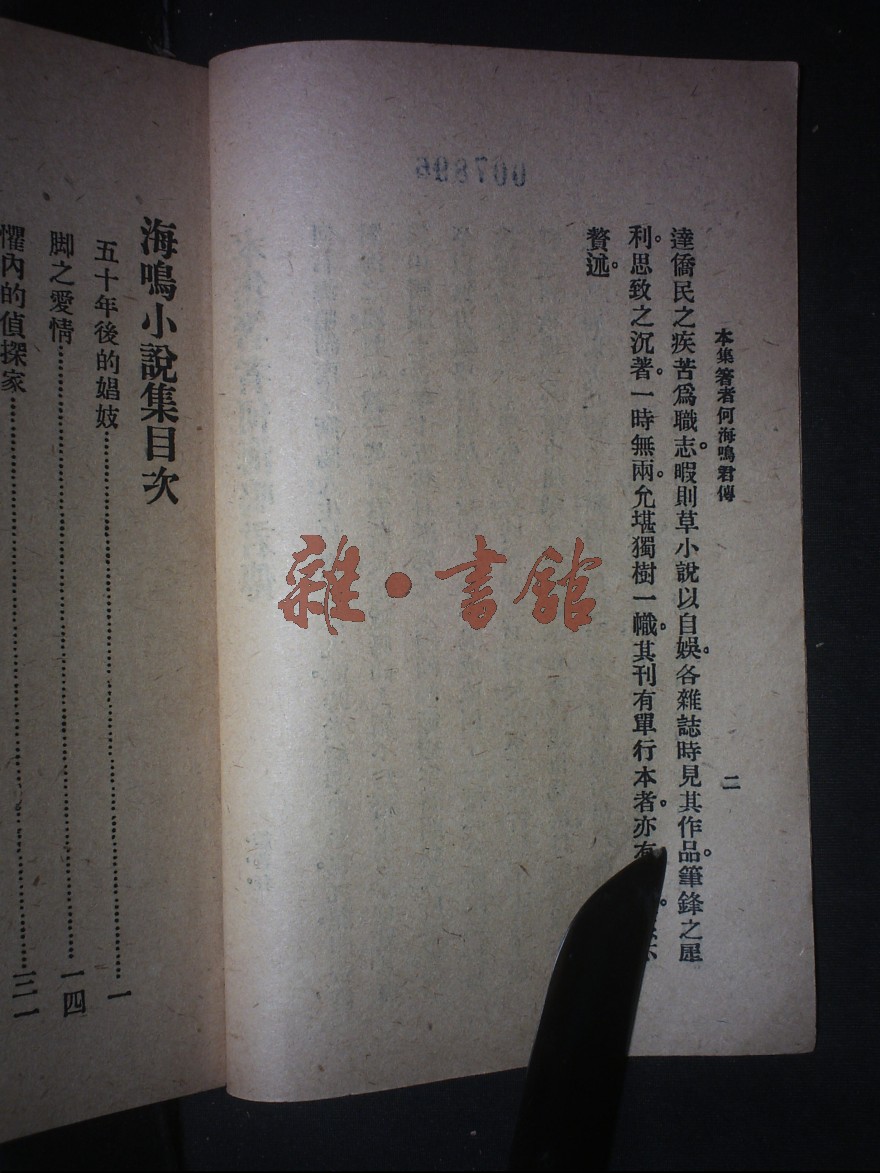 本集著者何海鳴君傳
二
達僑民之疾苦爲職志。暇則草小說以自娛。各雜誌時見其作品。筆鋒之犀
利。思致之沉著。一時無兩。允堪獨樹一幟。其刊有單行本者。亦有
贅述。
007896
雜·書館
海鳴小說集目次
五十年後的娼妓……一
脚之愛情……一四
懼內的偵探家……三一